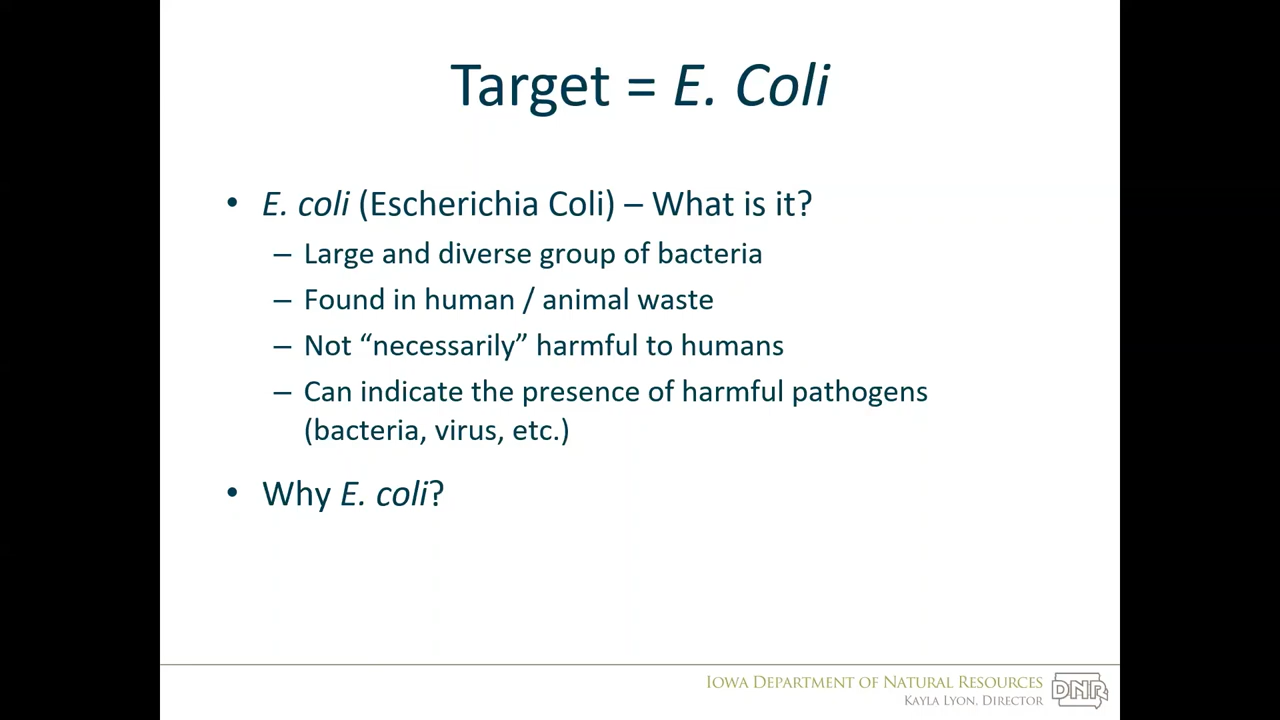 Target = E. Coli
• E. coli (Escherichia Coli) – What is it?
– Large and diverse group of bacteria
– Found in human / animal waste
– Not “necessarily” harmful to humans
– Can indicate the presence of harmful pathogens
(bacteria, virus, etc.)
• Why E. coli?
Iowa Department of Natural Resources
Kayla Lyon, Director
DNR